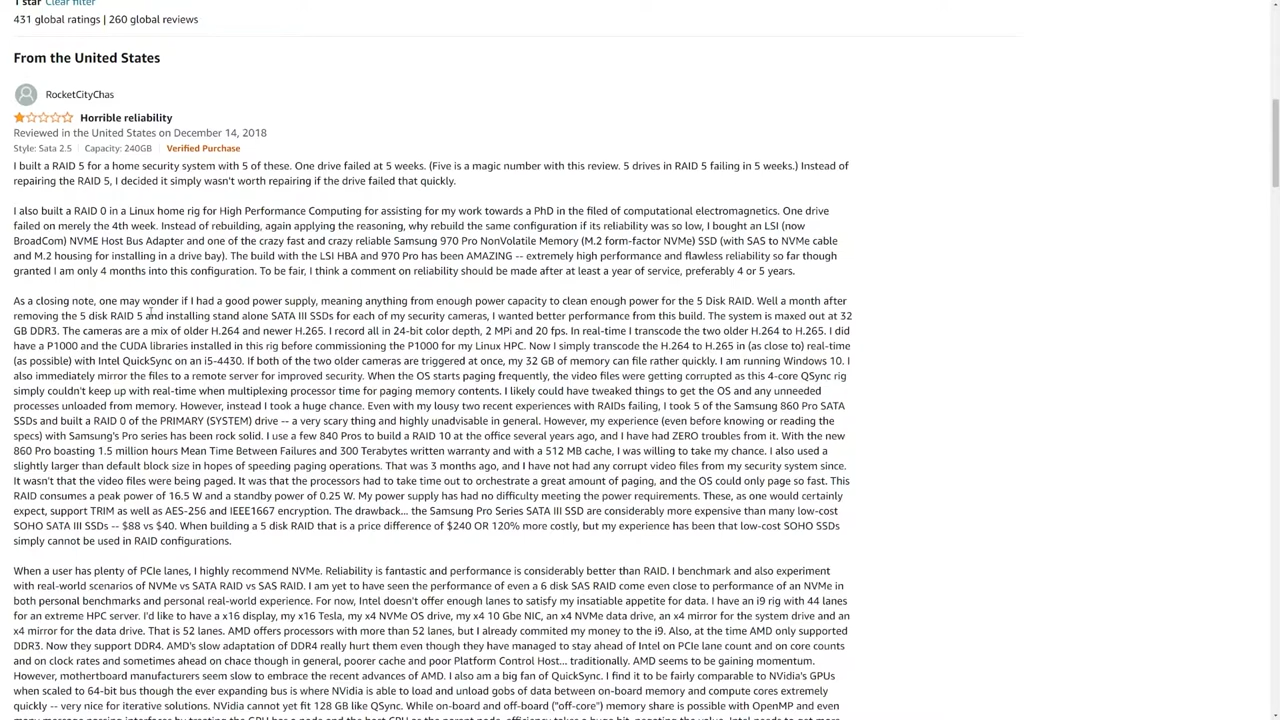 1 star Clear filter
431 global ratings | 260 global reviews
From the United States
RocketCityChas
Horrible reliability
Reviewed in the United States on December 14, 2018
Style: Sata 2.5 | Capacity: 240GB | Verified Purchase
I built a RAID 5 for a home security system with 5 of these. One drive failed at 5 weeks. (Five is a magic number with this review. 5 drives in RAID 5 failing in 5 weeks.) Instead of
repairing the RAID 5, I decided it simply wasn't worth repairing if the drive failed that quickly.
I also built a RAID 0 in a Linux home rig for High Performance Computing for assisting for my work towards a PhD in the filed of computational electromagnetics. One drive
failed on merely the 4th week. Instead of rebuilding, again applying the reasoning, why rebuild the same configuration if its reliability was so low, I bought an LSI (now
BroadCom) NVME Host Bus Adapter and one of the crazy fast and crazy reliable Samsung 970 Pro NonVolatile Memory (M.2 form-factor NVMe) SSD (with SAS to NVMe cable
and M.2 housing for installing in a drive bay). The build with the LSI HBA and 970 Pro has been AMAZING -- extremely high performance and flawless reliability so far though
granted I am only 4 months into this configuration. To be fair, I think a comment on reliability should be made after at least a year of service, preferably 4 or 5 years.
As a closing note, one may wonder if I had a good power supply, meaning anything from enough power capacity to clean enough power for the 5 Disk RAID. Well a month after
removing the 5 disk RAID 5 and installing stand alone SATA III SSDs for each of my security cameras, I wanted better performance from this build. The system is maxed out at 32
GB DDR3. The cameras are a mix of older H.264 and newer H.265. I record all in 24-bit color depth, 2 MPi and 20 fps. In real-time I transcode the two older H.264 to H.265. I did
have a P1000 and the CUDA libraries installed in this rig before commissioning the P1000 for my Linux HPC. Now I simply transcode the H.264 to H.265 in (as close to) real-time
(as possible) with Intel QuickSync on an i5-4430. If both of the two older cameras are triggered at once, my 32 GB of memory can file rather quickly. I am running Windows 10. I
also immediately mirror the files to a remote server for improved security. When the OS starts paging frequently, the video files were getting corrupted as this 4-core QSync rig
simply couldn't keep up with real-time when multiplexing processor time for paging memory contents. I likely could have tweaked things to get the OS and any unneeded
processes unloaded from memory. However, instead I took a huge chance. Even with my lousy two recent experiences with RAIDs failing, I took 5 of the Samsung 860 Pro SATA
SSDs and built a RAID 0 of the PRIMARY (SYSTEM) drive -- a very scary thing and highly unadvisable in general. However, my experience (even before knowing or reading the
specs) with Samsung's Pro series has been rock solid. I use a few 840 Pros to build a RAID 10 at the office several years ago, and I have had ZERO troubles from it. With the new
860 Pro boasting 1.5 million hours Mean Time Between Failures and 300 Terabytes written warranty and with a 512 MB cache, I was willing to take my chance. I also used a
slightly larger than default block size in hopes of speeding paging operations. That was 3 months ago, and I have not had any corrupt video files from my security system since.
It wasn't that the video files were being paged. It was that the processors had to take time out to orchestrate a great amount of paging, and the OS could only page so fast. This
RAID consumes a peak power of 16.5 W and a standby power of 0.25 W. My power supply has had no difficulty meeting the power requirements. These, as one would certainly
expect, support TRIM as well as AES-256 and IEEE1667 encryption. The drawback... the Samsung Pro Series SATA III SSD are considerably more expensive than many low-cost
SOHO SATA III SSDs -- $88 vs $40. When building a 5 disk RAID that is a price difference of $240 OR 120% more costly, but my experience has been that low-cost SOHO SSDs
simply cannot be used in RAID configurations.
When a user has plenty of PCIe lanes, I highly recommend NVMe. Reliability is fantastic and performance is considerably better than RAID. I benchmark and also experiment
with real-world scenarios of NVMe vs SATA RAID vs SAS RAID. I am yet to have seen the performance of even a 6 disk SAS RAID come even close to performance of an NVMe in
both personal benchmarks and personal real-world experience. For now, Intel doesn't offer enough lanes to satisfy my insatiable appetite for data. I have an i9 rig with 44 lanes
for an extreme HPC server. I'd like to have a x16 display, my x16 Tesla, my x4 NVMe OS drive, my x4 10 Gbe NIC, an x4 NVMe data drive, an x4 mirror for the system drive and an
x4 mirror for the data drive. That is 52 lanes. AMD offers processors with more than 52 lanes, but I already commited my money to the i9. Also, at the time AMD only supported
DDR3. Now they support DDR4. AMD's slow adaptation of DDR4 really hurt them even though they have managed to stay ahead of Intel on PCIe lane count and on core counts
and on clock rates and sometimes ahead on chace though in general, poorer cache and poor Platform Control Host... traditionally. AMD seems to be gaining momentum.
However, motherboard manufacturers seem slow to embrace the recent advances of AMD. I also am a big fan of QuickSync. I find it to be fairly comparable to NVidia's GPUs
when scaled to 64-bit bus though the ever expanding bus is where NVidia is able to load and unload gobs of data between on-board memory and compute cores extremely
quickly -- very nice for iterative solutions. NVidia cannot yet fit 128 GB like QSync. While on-board and off-board ("off-core") memory share is possible with OpenMP and even